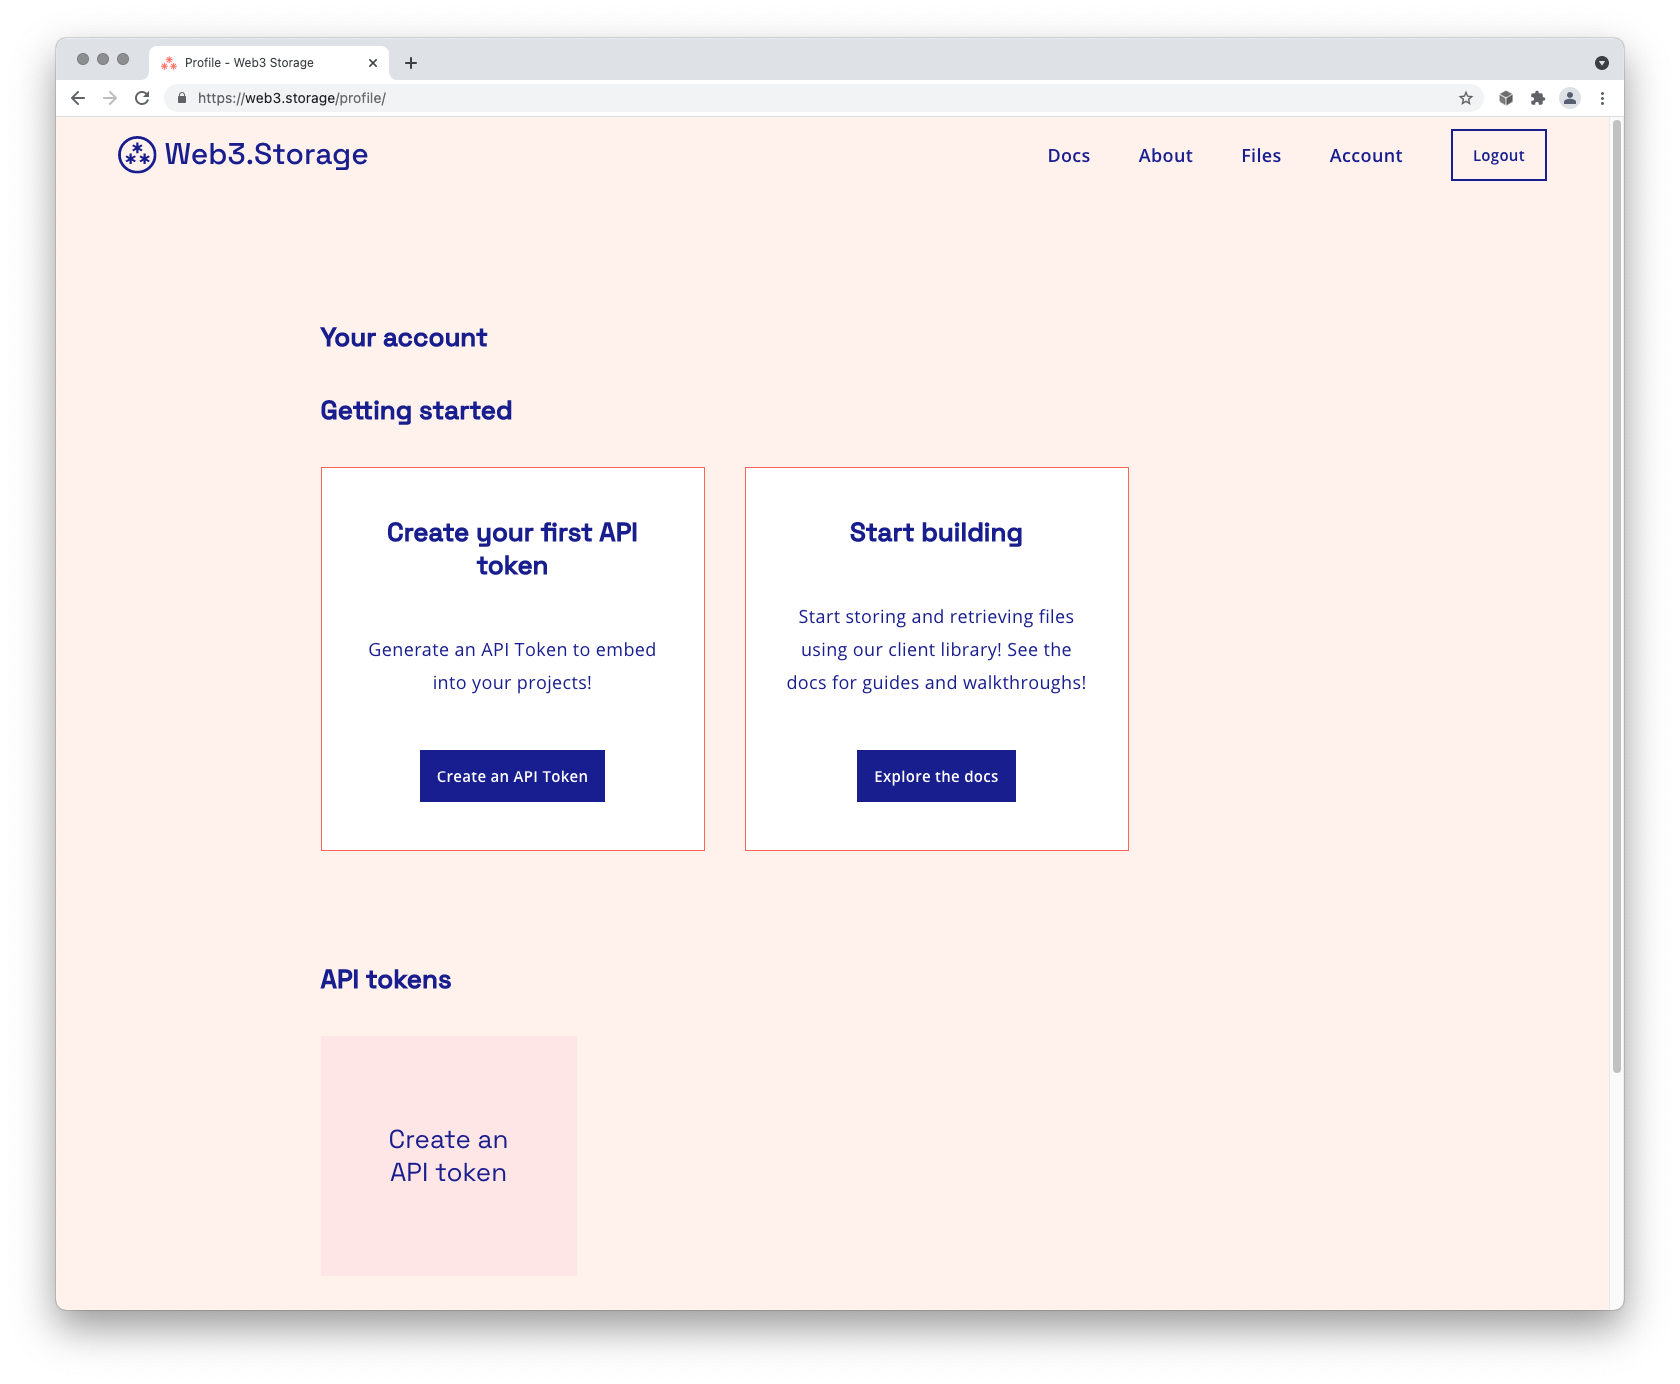 Profile - Web3 Storage
https://web3.storage/profile/
Web3.Storage
Docs
About
Files
Account
Logout
Your account
Getting started
Create your first API
token
Generate an API Token to embed
into your projects!
Create an API Token
Start building
Start storing and retrieving files
using our client library! See the
docs for guides and walkthroughs!
Explore the docs
API tokens
Create an
API token